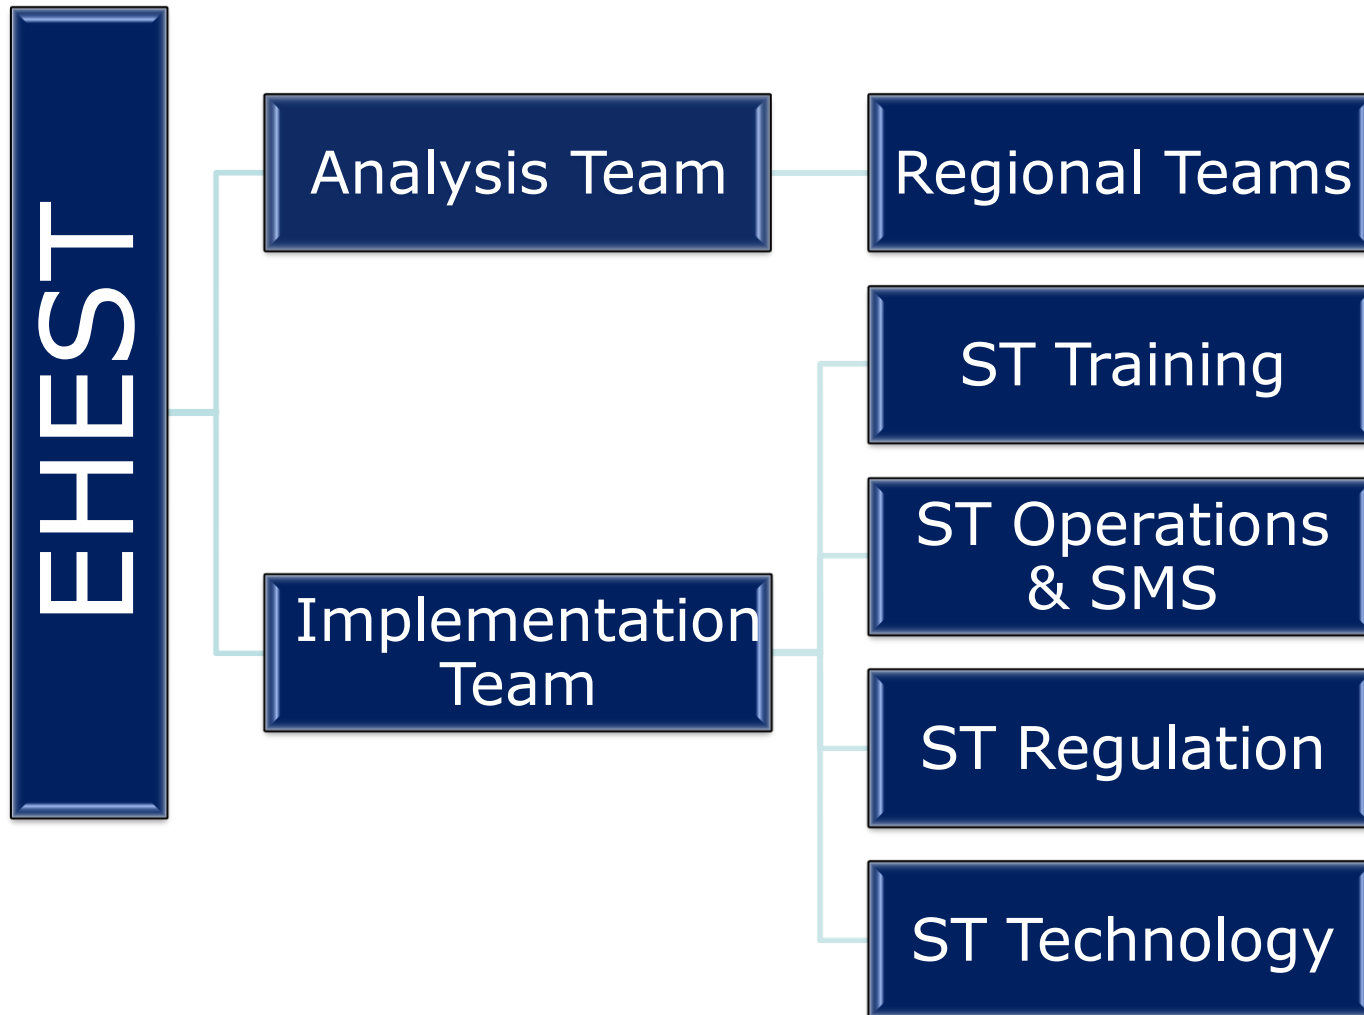 EHEST
Analysis Team
Regional Teams
ST Training
ST Operations
& SMS
Implementation
Team
ST Regulation
ST Technology